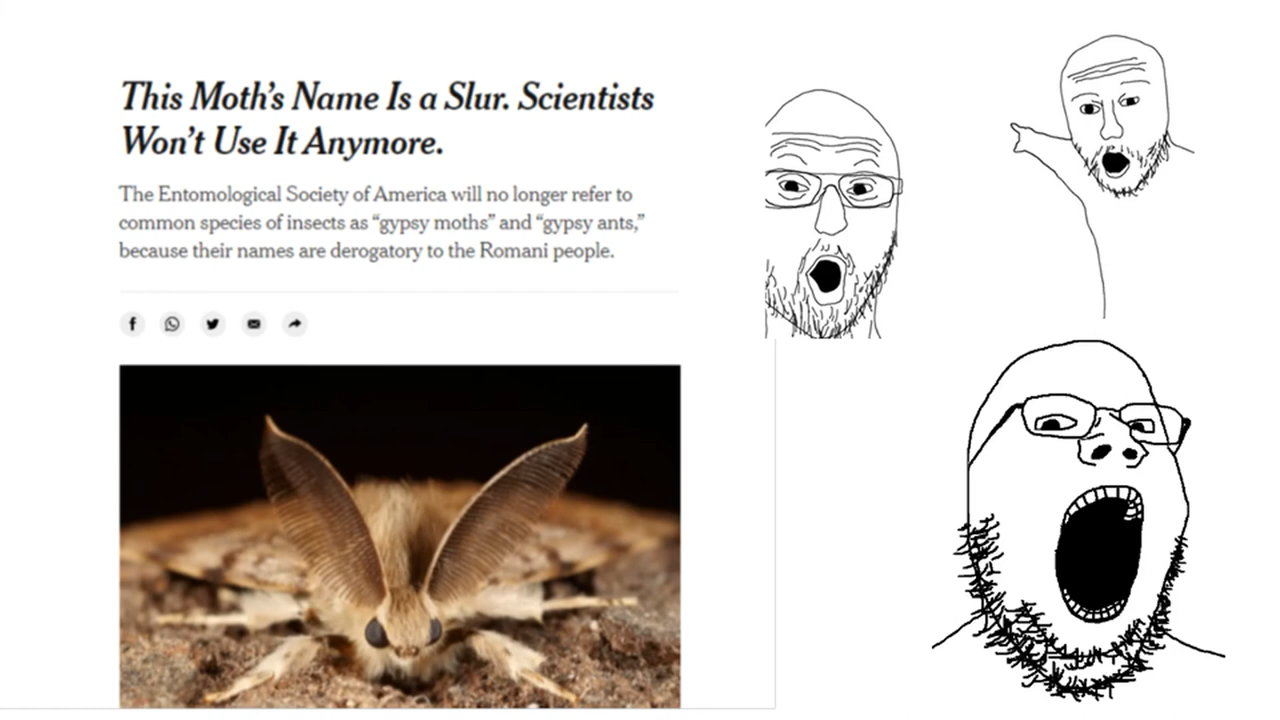 This Moth's Name Is a Slur. Scientists
Won't Use It Anymore.
The Entomological Society of America will no longer refer to
common species of insects as “gypsy moths” and “gypsy ants,”
because their names are derogatory to the Romani people.